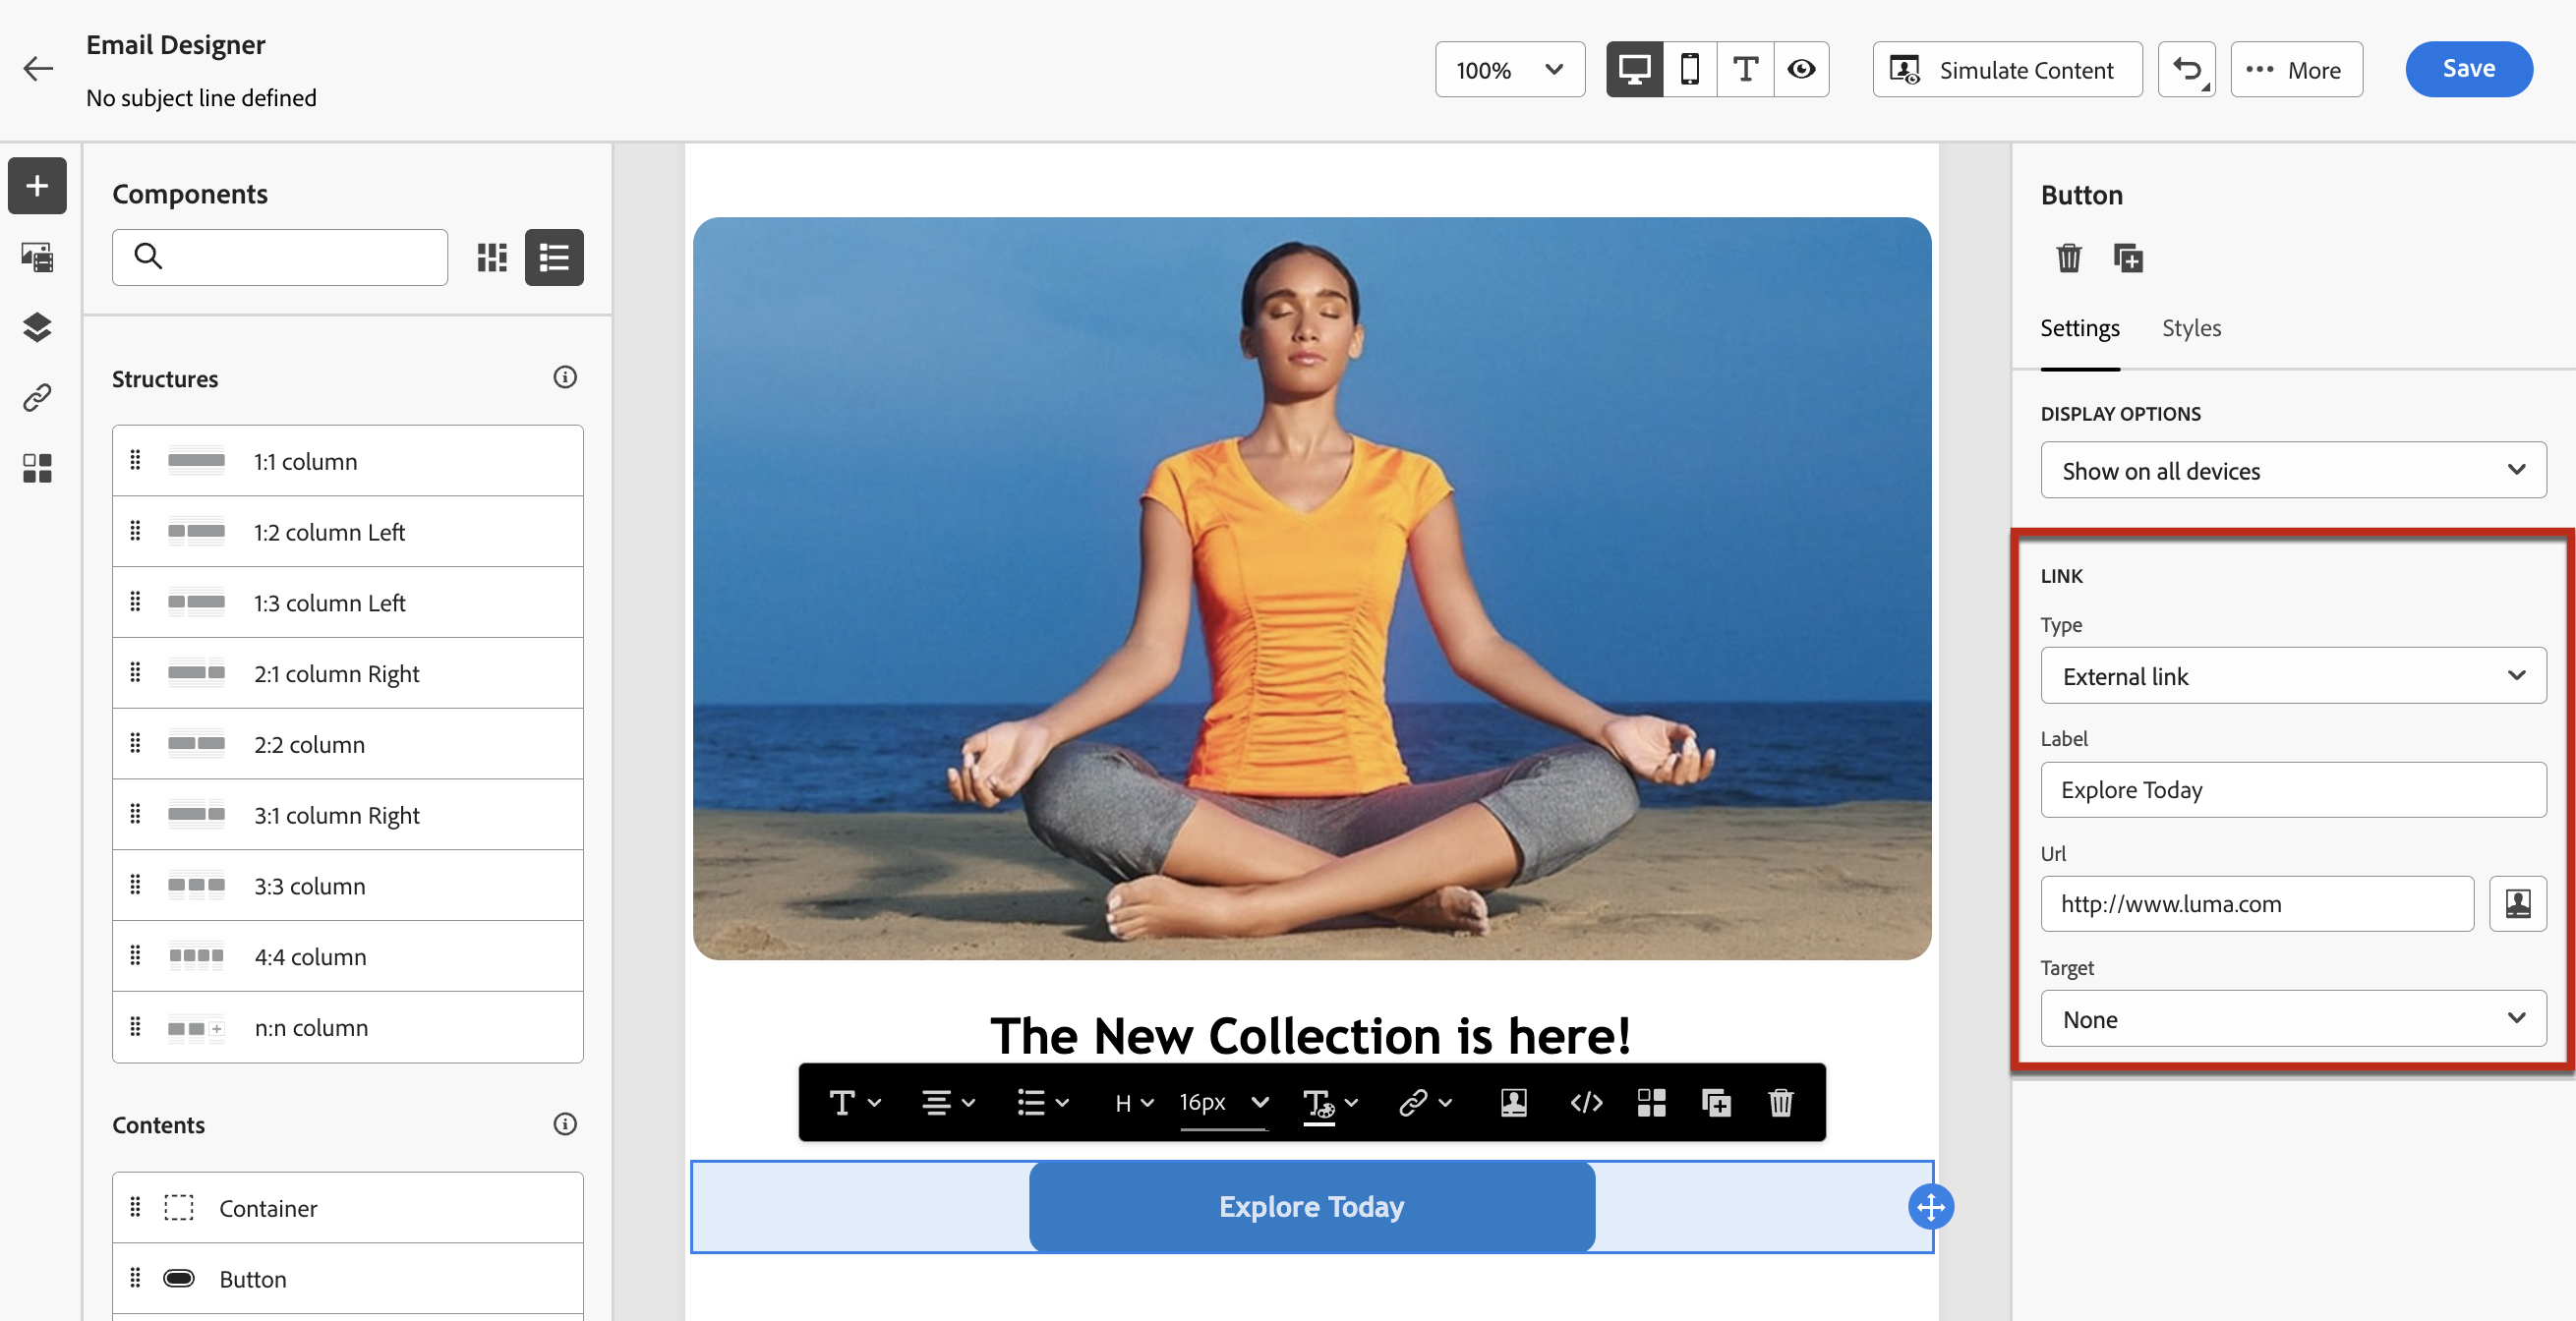 Email Designer
No subject line defined
100%
Simulate Content
More
Save
Components
Structures
1:1 column
1:2 column Left
1:3 column Left
2:1 column Right
2:2 column
3:1 column Right
3:3 column
4:4 column
n:n column
Contents
Container
Button
The New Collection is here!
H
16px
Explore Today
Button
Settings
Styles
DISPLAY OPTIONS
Show on all devices
LINK
Type
External link
Label
Explore Today
Url
http://www.luma.com
Target
None